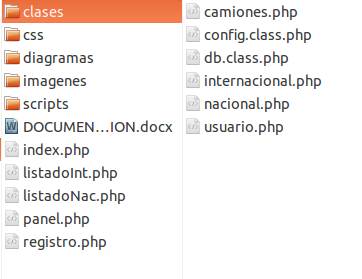 clases
css
diagramas
imagenes
scripts
DOCUMEN...ION.docx
index.php
listadoInt.php
listadoNac.php
panel.php
registro.php
camiones.php
config.class.php
db.class.php
internacional.php
nacional.php
usuario.php